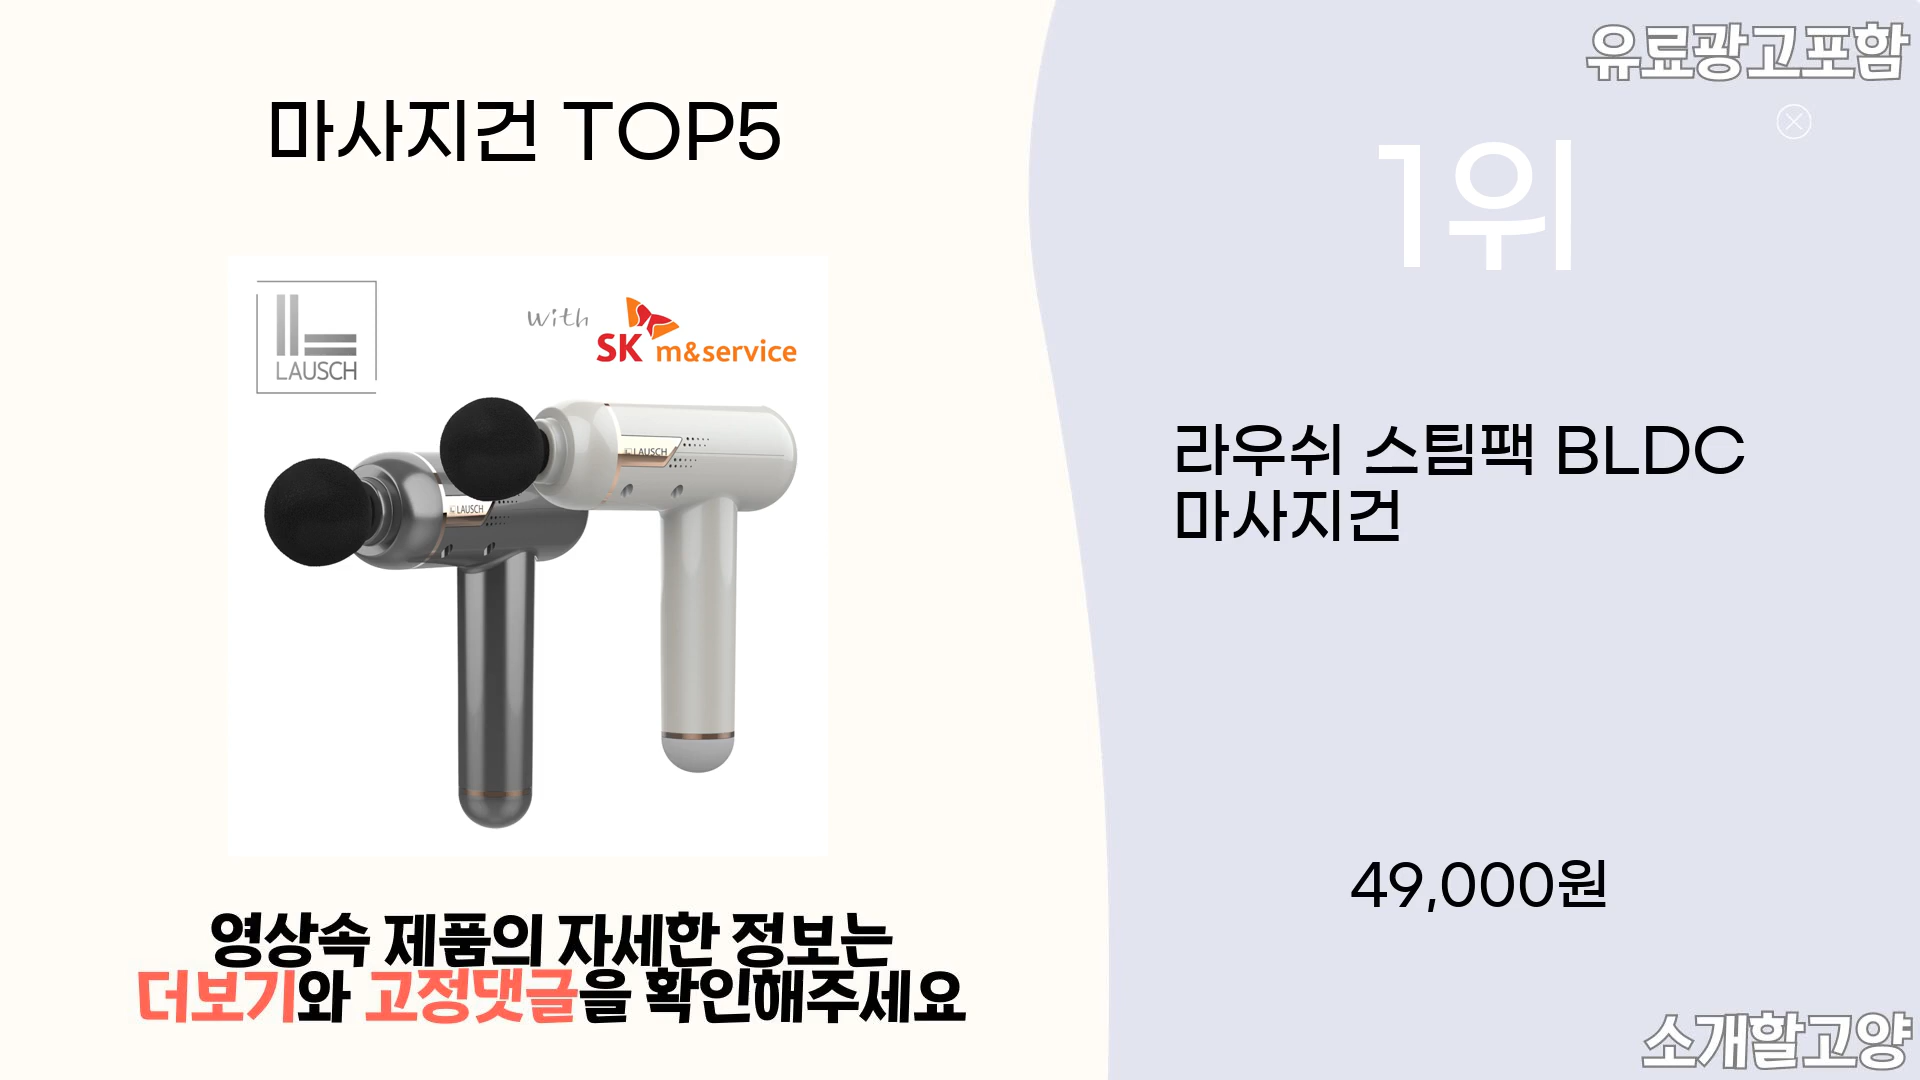 유료광고포함
마사지건 TOP5
1위
LAUSCH
with
SK m&service
LAUSCH
LAUSCH
라우쉬 스팀팩 BLDC
마사지건
49,000원
영상속 제품의 자세한 정보는
더보기와 고정댓글을 확인해주세요
소개할고양